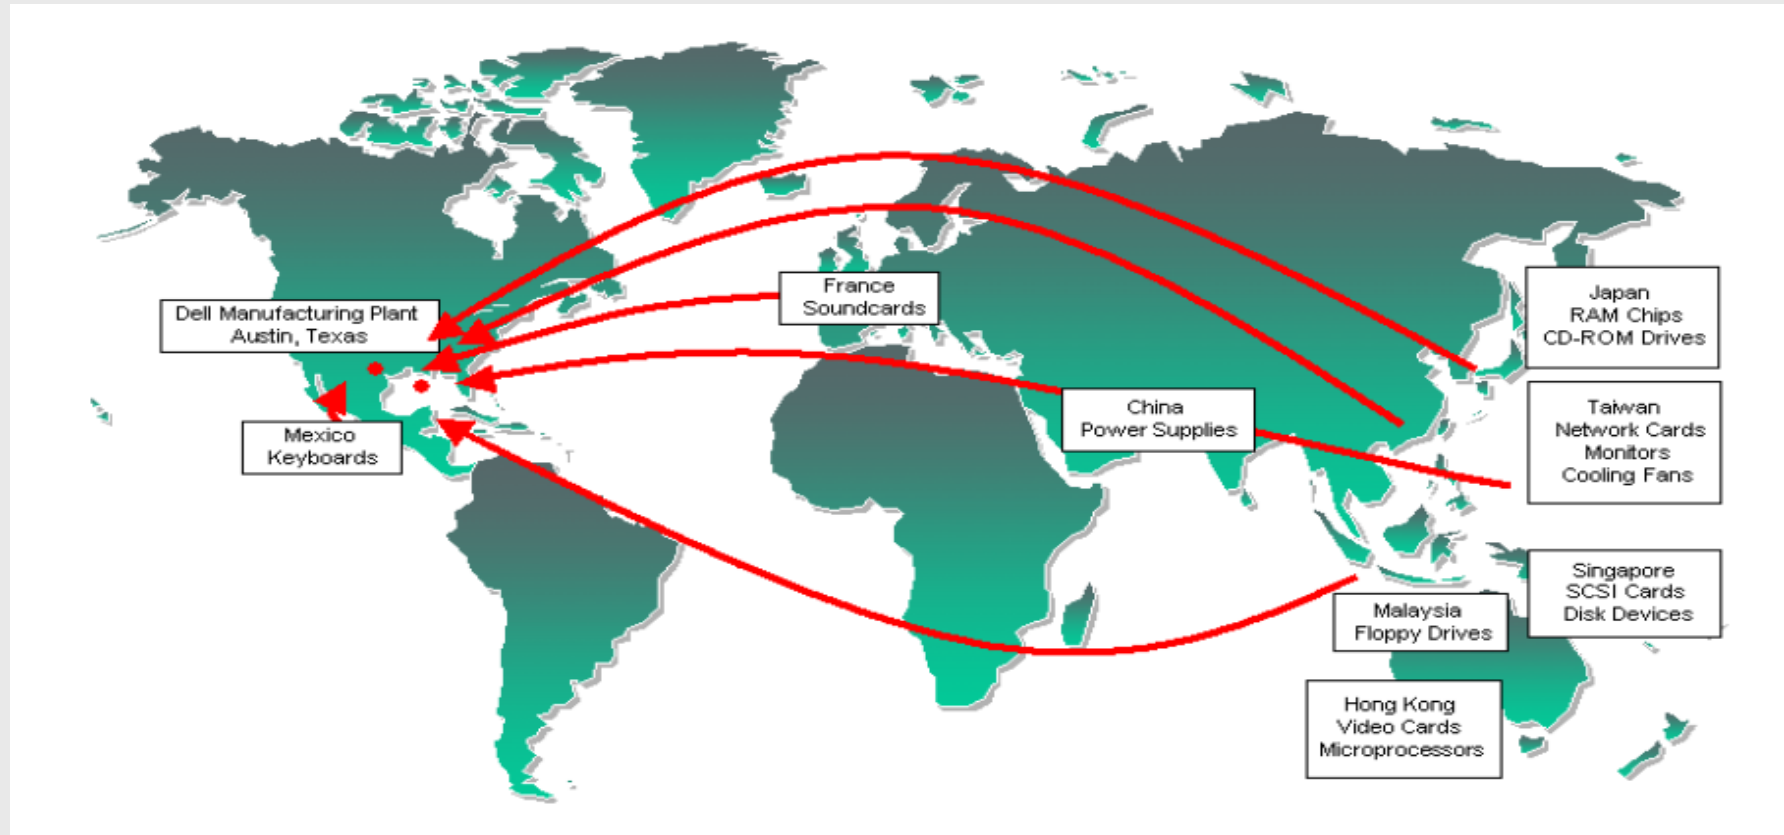 Dell Manufacturing Plant
Austin, Texas
Mexico
Keyboards
France
Soundcards
China
Power Supplies
Japan
RAM Chips
CD-ROM Drives
Taiwan
Network Cards
Monitors
Cooling Fans
Singapore
SCSI Cards
Disk Devices
Malaysia
Floppy Drives
Hong Kong
Video Cards
Microprocessors